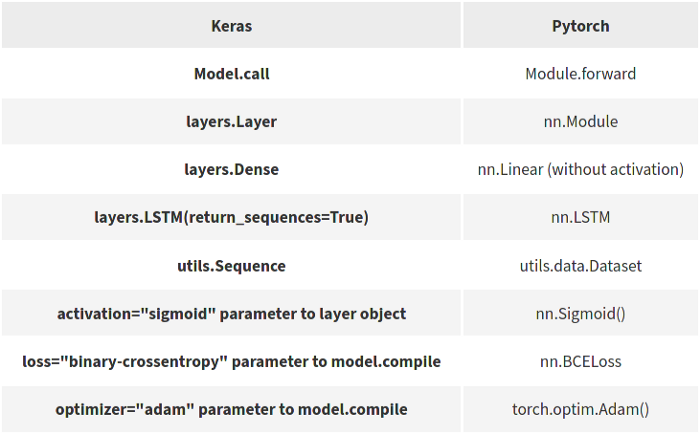 Keras Pytorch
Model.call Module.forward
layers.Layer nn.Module
layers.Dense nn.Linear (without activation)
layers.LSTM(return_sequences=True) nn.LSTM
utils.Sequence utils.data.Dataset
activation="sigmoid" parameter to layer object nn.Sigmoid()
loss="binary-crossentropy" parameter to model.compile nn.BCELoss
optimizer="adam" parameter to model.compile torch.optim.Adam()